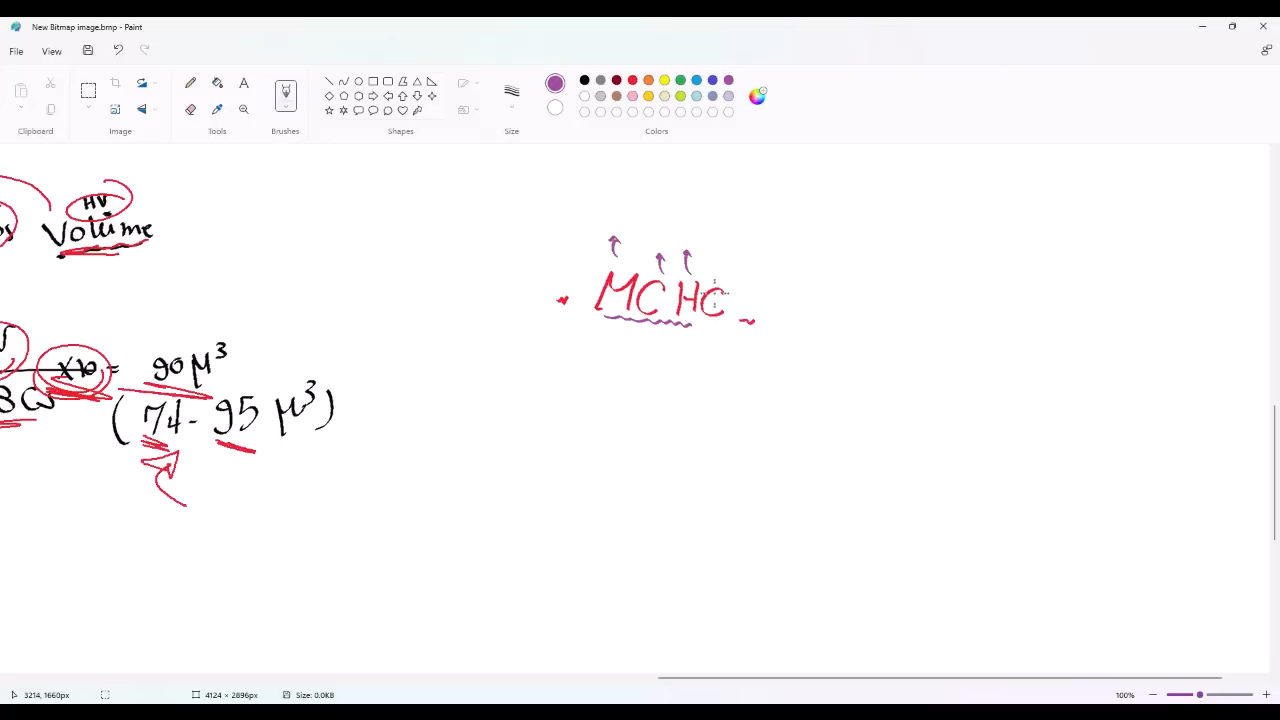 New Bitmap image.bmp - Paint
File View
Clipboard Image Tools Brushes Shapes Size Colors
HV
Volume
MCHC
x10 = 90 μ³
(74 - 95 μ³)
3214, 1660px 4124 × 2896px Size: 0.0KB 100%